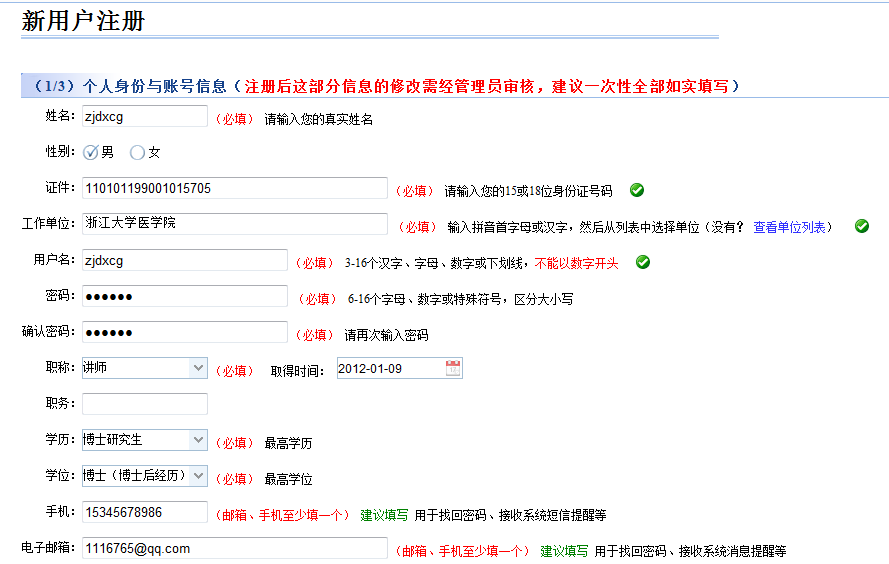 新用户注册
（1/3）个人身份与账号信息（注册后这部分信息的修改需经管理员审核，建议一次性全部如实填写）
姓名： zjdxcg （必填） 请输入您的真实姓名
性别： 男 女
证件： 110101199001015705 （必填） 请输入您的15或18位身份证号码
工作单位： 浙江大学医学院 （必填） 输入拼音首字母或汉字，然后从列表中选择单位（没有？ 查看单位列表）
用户名： zjdxcg （必填） 3-16个汉字、字母、数字或下划线，不能以数字开头
密码： ●●●●●● （必填） 6-16个字母、数字或特殊符号，区分大小写
确认密码： ●●●●●● （必填） 请再次输入密码
职称： 讲师 （必填） 取得时间： 2012-01-09
职务：
学历： 博士研究生 （必填） 最高学历
学位： 博士（博士后经历） （必填） 最高学位
手机： 15345678986 （邮箱、手机至少填一个） 建议填写 用于找回密码、接收系统短信提醒等
电子邮箱： 1116765@qq.com （邮箱、手机至少填一个） 建议填写 用于找回密码、接收系统消息提醒等